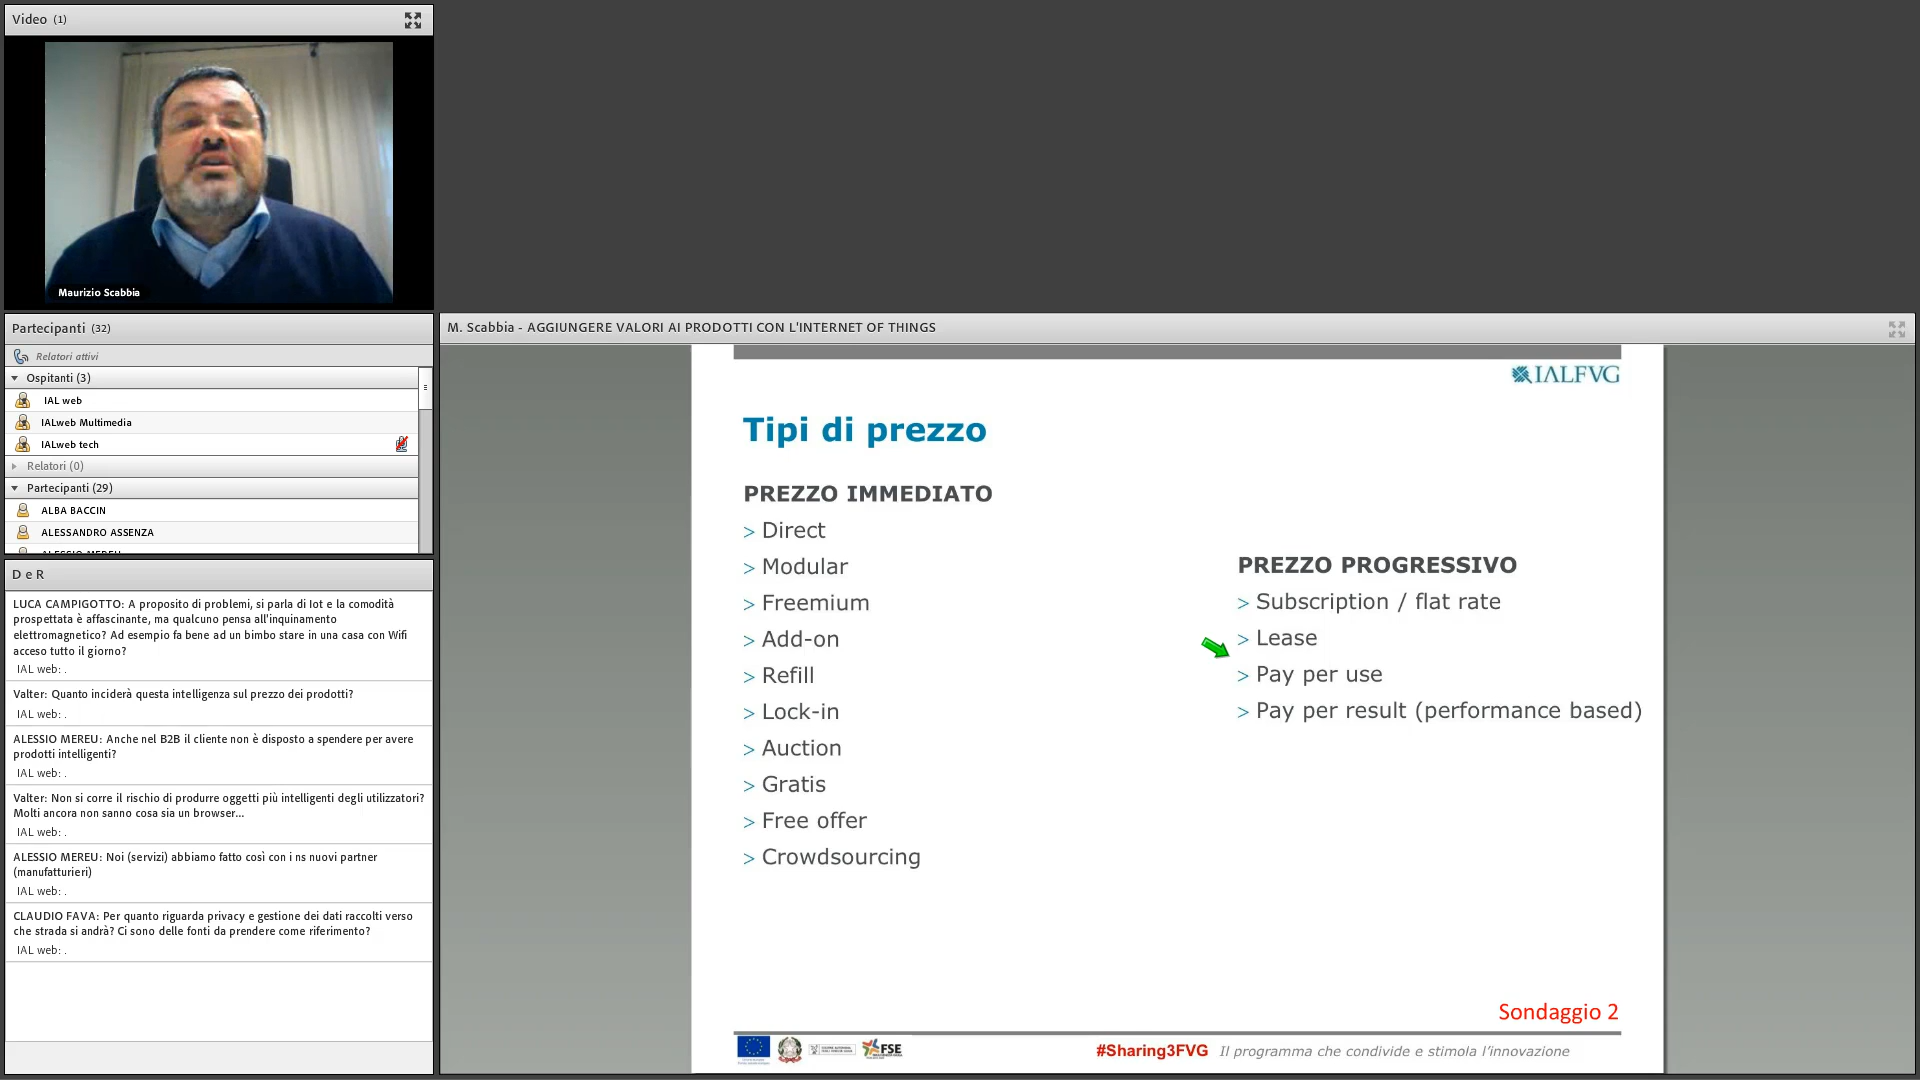 Video (1)
Maurizio Scabbia
Partecipanti (32)
Relatori attivi
Ospitanti (3)
IAL web
IALweb Multimedia
IALweb tech
Relatori (0)
Partecipanti (29)
ALBA BACCIN
ALESSANDRO ASSENZA
ALESSIO MEREU
D e R
LUCA CAMPIGOTTO: A proposito di problemi, si parla di Iot e la comodità
prospettata è affascinante, ma qualcuno pensa all'inquinamento
elettromagnetico? Ad esempio fa bene ad un bimbo stare in una casa con Wifi
acceso tutto il giorno?
IAL web: .
Valter: Quanto inciderà questa intelligenza sul prezzo dei prodotti?
IAL web: .
ALESSIO MEREU: Anche nel B2B il cliente non è disposto a spendere per avere
prodotti intelligenti?
IAL web: .
Valter: Non si corre il rischio di produrre oggetti più intelligenti degli utilizzatori?
Molti ancora non sanno cosa sia un browser...
IAL web: .
ALESSIO MEREU: Noi (servizi) abbiamo fatto così con i ns nuovi partner
(manufatturieri)
IAL web: .
CLAUDIO FAVA: Per quanto riguarda privacy e gestione dei dati raccolti verso
che strada si andrà? Ci sono delle fonti da prendere come riferimento?
IAL web: .
M. Scabbia - AGGIUNGERE VALORI AI PRODOTTI CON L'INTERNET OF THINGS
IALFVG
Tipi di prezzo
PREZZO IMMEDIATO
> Direct
> Modular
> Freemium
> Add-on
> Refill
> Lock-in
> Auction
> Gratis
> Free offer
> Crowdsourcing
PREZZO PROGRESSIVO
> Subscription / flat rate
> Lease
> Pay per use
> Pay per result (performance based)
Sondaggio 2
FSE
#Sharing3FVG Il programma che condivide e stimola l'innovazione